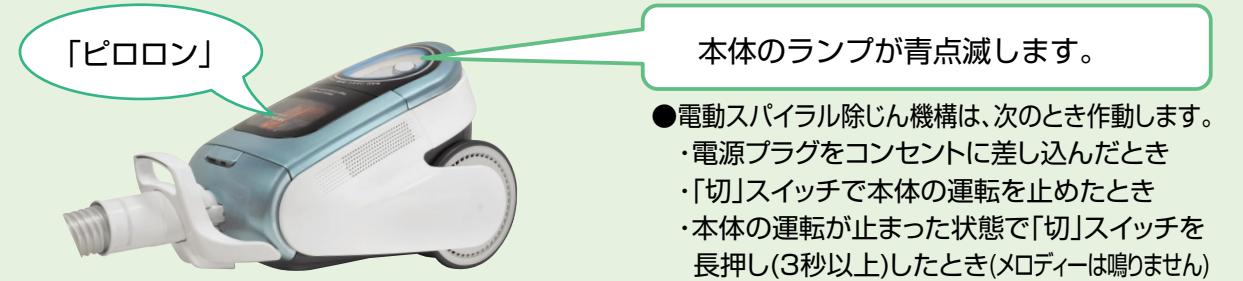 「ピロロン」
本体のランプが青点滅します。
●電動スパイラル除じん機構は、次のとき作動します。
・電源プラグをコンセントに差し込んだとき
・「切」スイッチで本体の運転を止めたとき
・本体の運転が止まった状態で「切」スイッチを
長押し(3秒以上)したとき(メロディーは鳴りません)